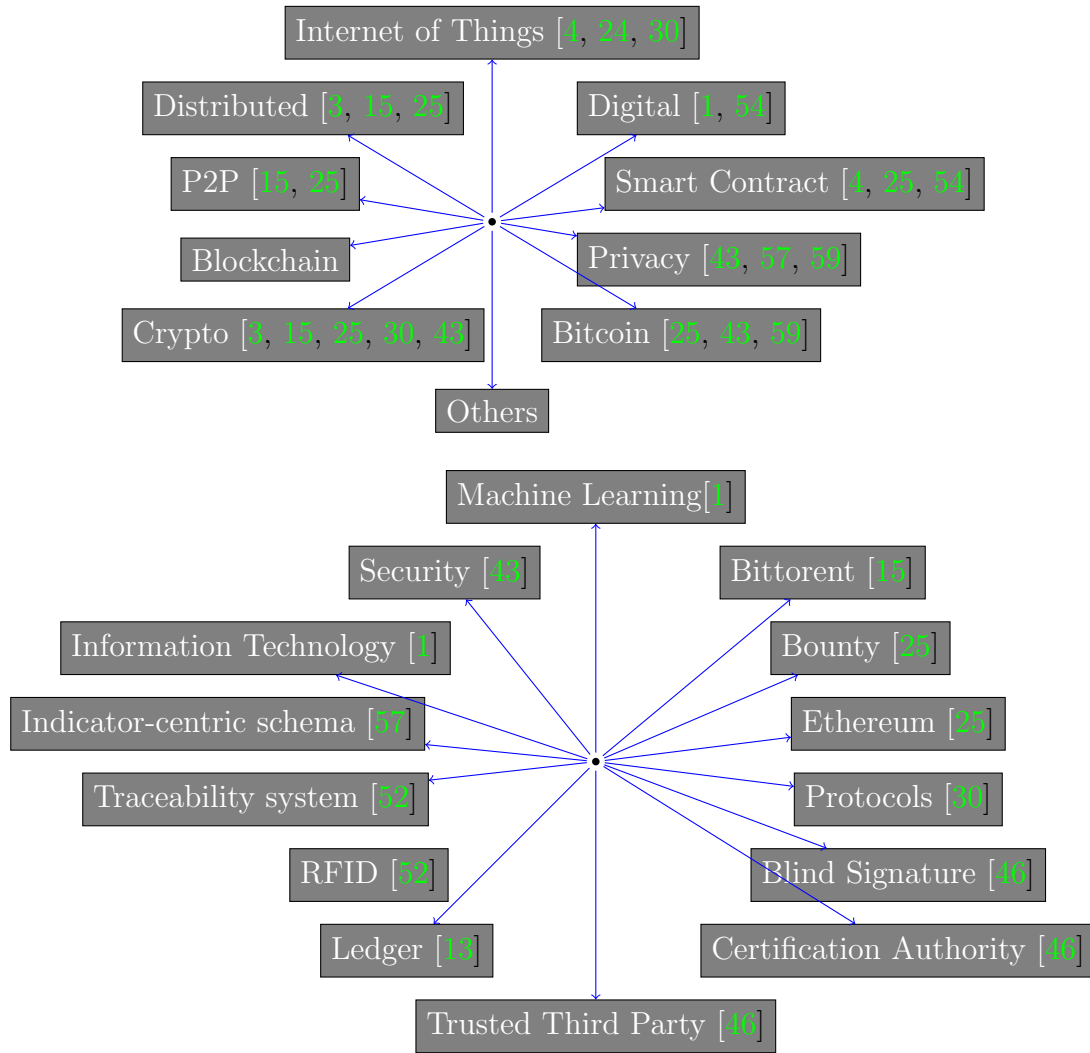 Internet of Things [4, 24, 30]
Distributed [3, 15, 25]
Digital [1, 54]
P2P [15, 25]
Smart Contract [4, 25, 54]
Blockchain
Privacy [43, 57, 59]
Crypto [3, 15, 25, 30, 43]
Bitcoin [25, 43, 59]
Others
Machine Learning[1]
Security [43]
Bittorent [15]
Information Technology [1]
Bounty [25]
Indicator-centric schema [57]
Ethereum [25]
Traceability system [52]
Protocols [30]
RFID [52]
Blind Signature [46]
Ledger [13]
Certification Authority [46]
Trusted Third Party [46]